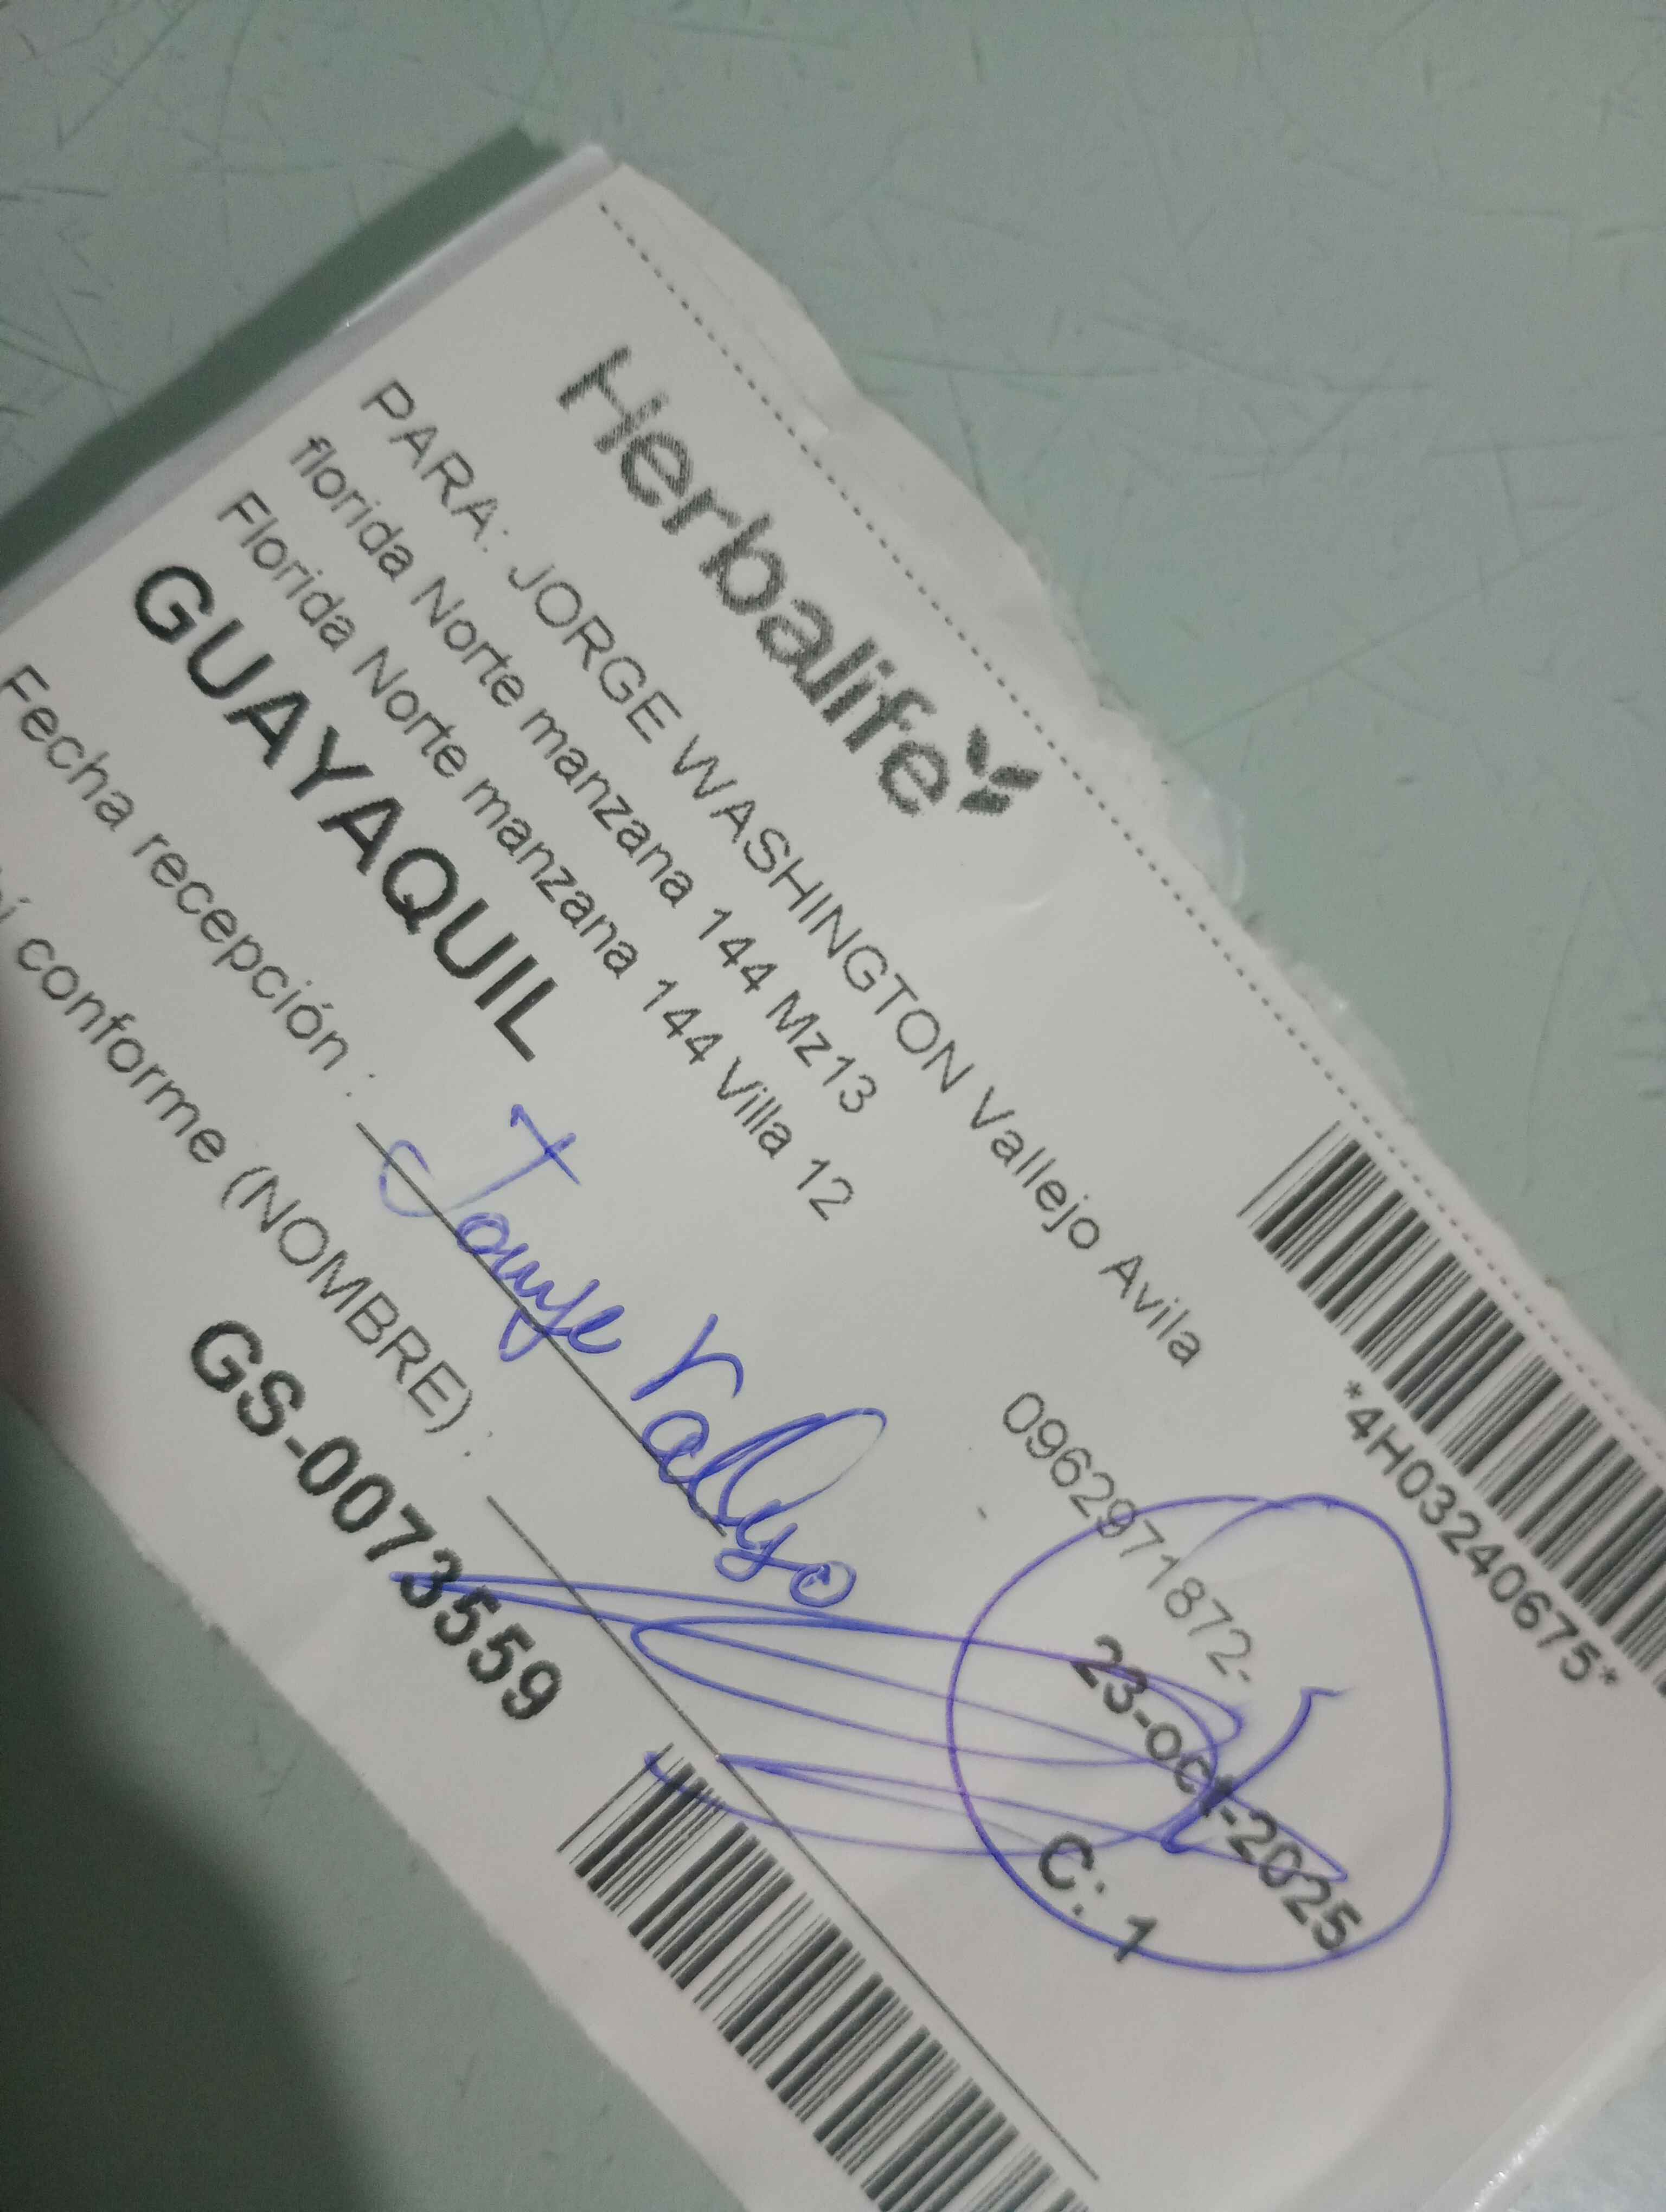 Herbalife
*4H03240675*
PARA: JORGE WASHINGTON Vallejo Avila
florida Norte manzana 144 Mz13
0962971872-
Florida Norte manzana 144 Villa 12
23-oct-2025
GUAYAQUIL
C: 1
Fecha recepción : Jorge Vallejo
conforme (NOMBRE) :
GS-0073559